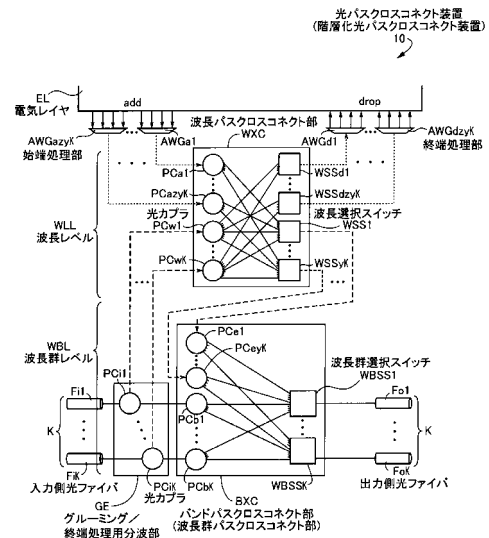 光パスクロスコネクト装置
(階層化光パスクロスコネクト装置)
10
EL
電気レイヤ
add
drop
波長パスクロスコネクト部
WXC
AWGazyK
始端処理部
AWGa1
AWGd1
AWGdzyK
終端処理部
PCa1
WSSd1
PCazyK
WSSdzyK
光カプラ
波長選択スイッチ
PCw1
WSS1
PCwK
WSSyK
WLL
波長レベル
WBL
波長群レベル
PCe1
PCeyK
波長群選択スイッチ
WBSS1
PCi1
Fi1
PCb1
Fo1
K
K
FiK
入力側光ファイバ
PCiK
光カプラ
PCbK
WBSSK
FoK
出力側光ファイバ
GE
グルーミング/
終端処理用分波部
BXC
バンドパスクロスコネクト部
(波長群パスクロスコネクト部)